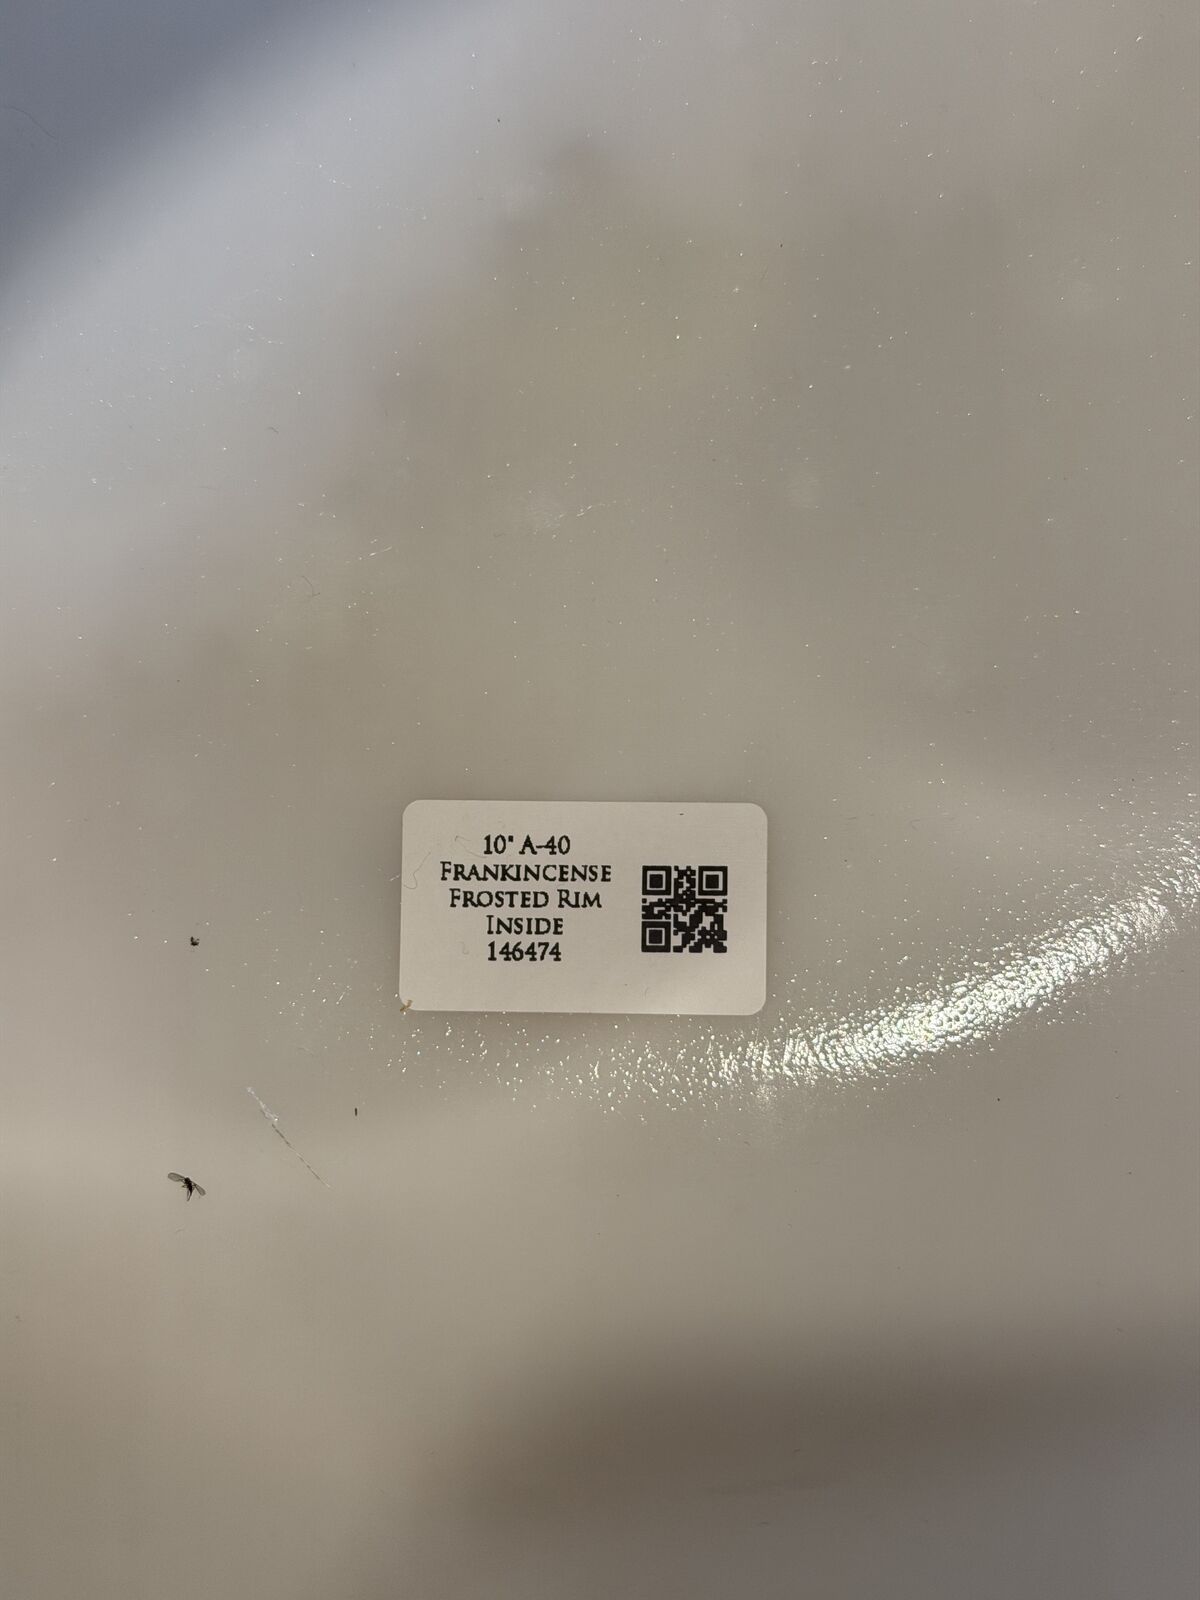 10" A-40
FRANKINCENSE
FROSTED RIM
INSIDE
146474